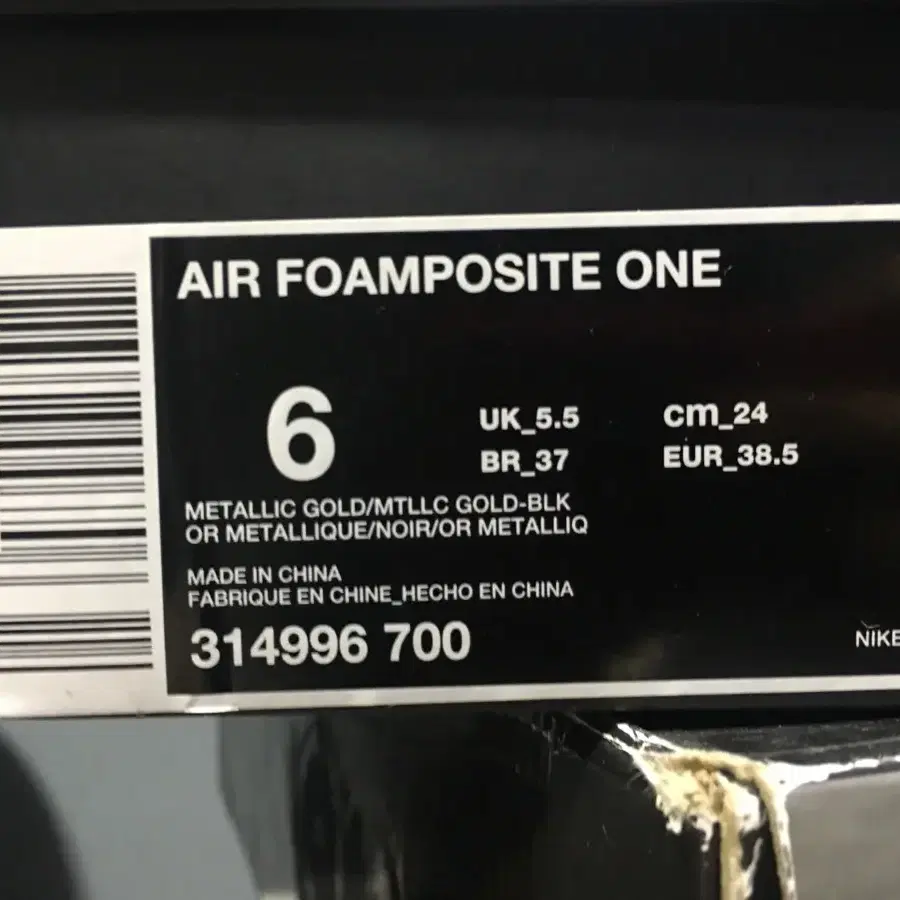 AIR FOAMPOSITE ONE
6
UK_5.5
cm_24
BR_37
EUR_38.5
METALLIC GOLD/MTLLC GOLD-BLK
OR METALLIQUE/NOIR/OR METALLIQ
MADE IN CHINA
FABRIQUE EN CHINE_HECHO EN CHINA
314996 700
NIKE